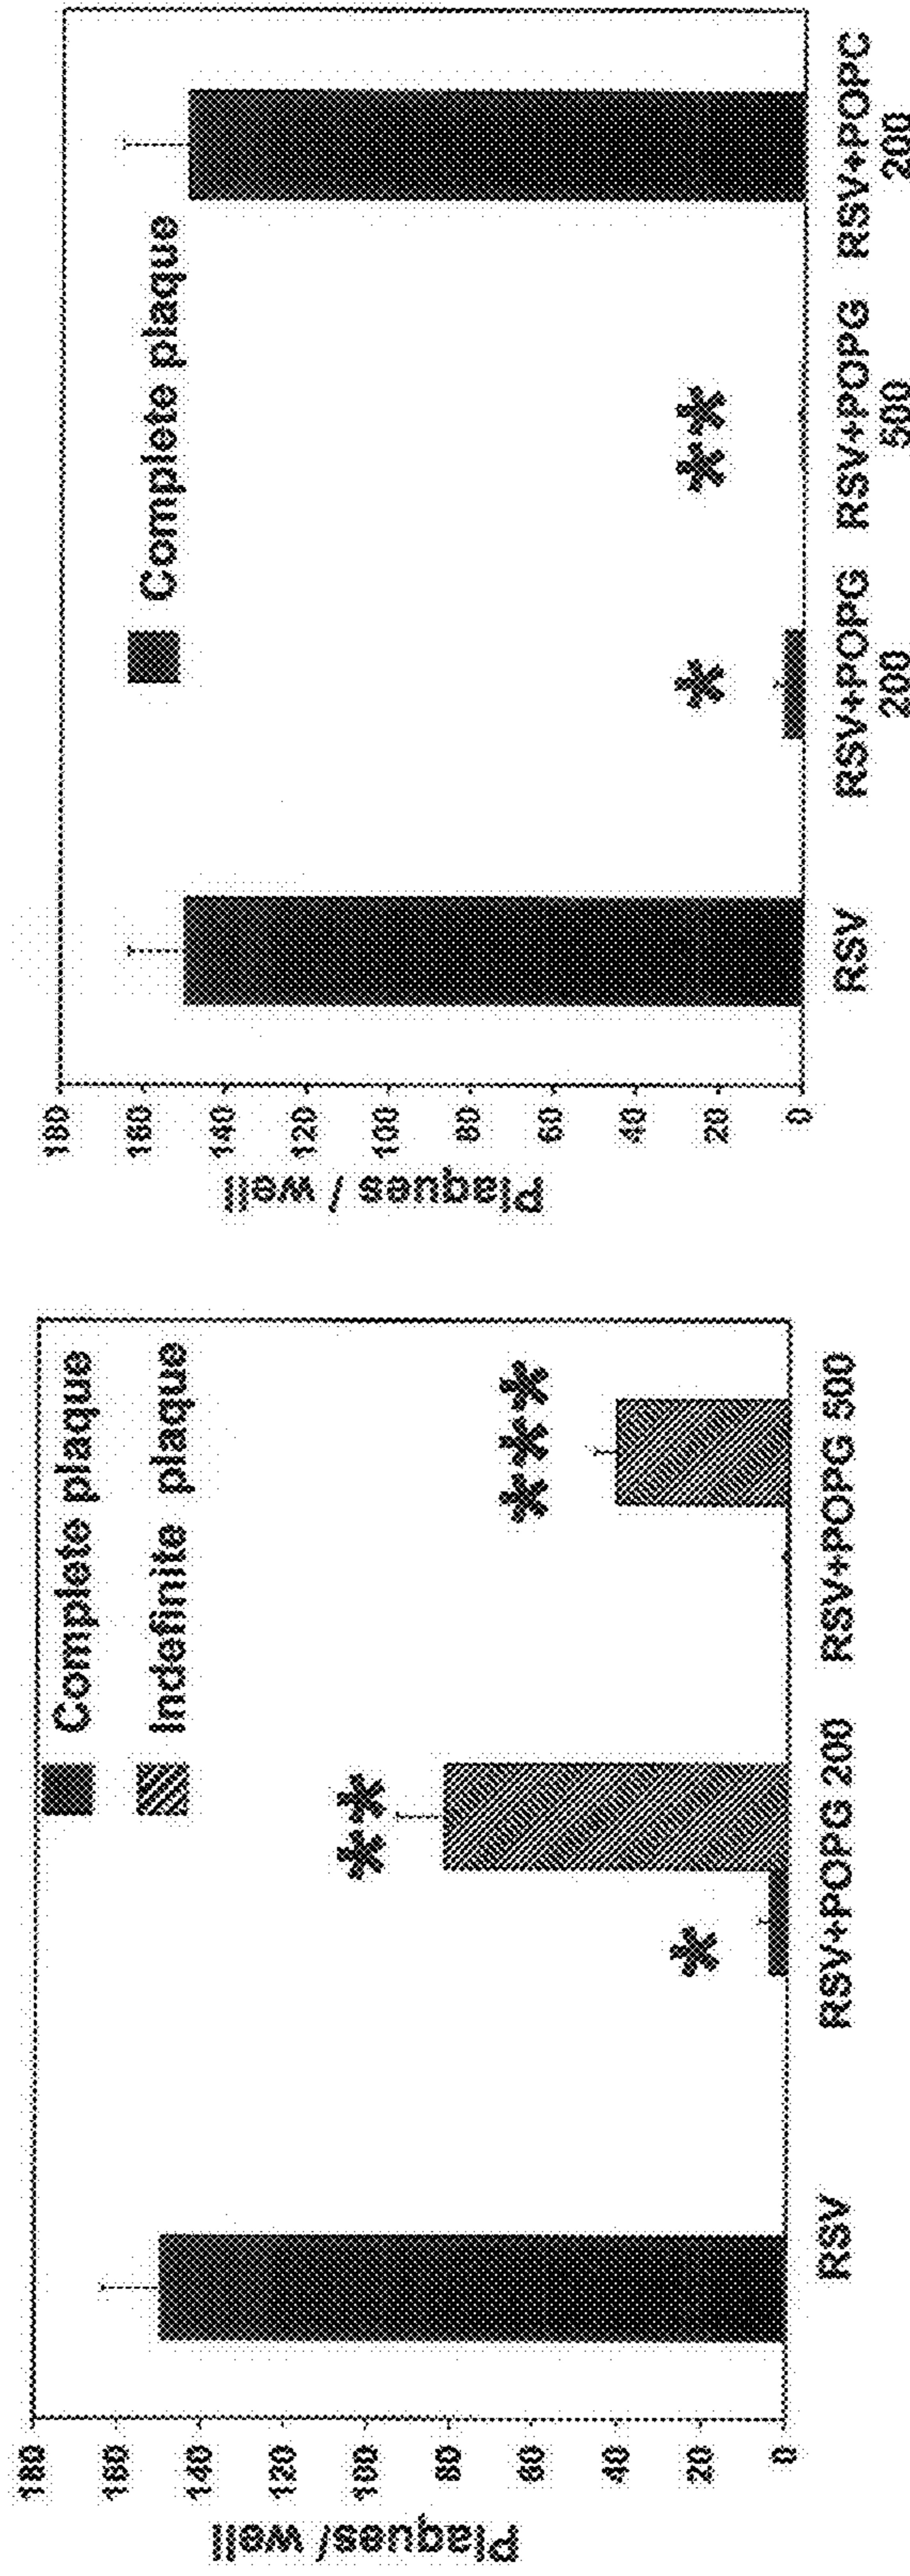 Plaques/ well
180
160
140
120
100
80
60
40
20
0
Complete plaque
Indefinite plaque
*
**
***
RSV
RSV+POPG 200
RSV+POPG 500
Plaques / well
180
160
140
120
100
80
60
40
20
0
Complete plaque
*
**
RSV
RSV+POPG
200
RSV+POPG
500
RSV+POPC
200